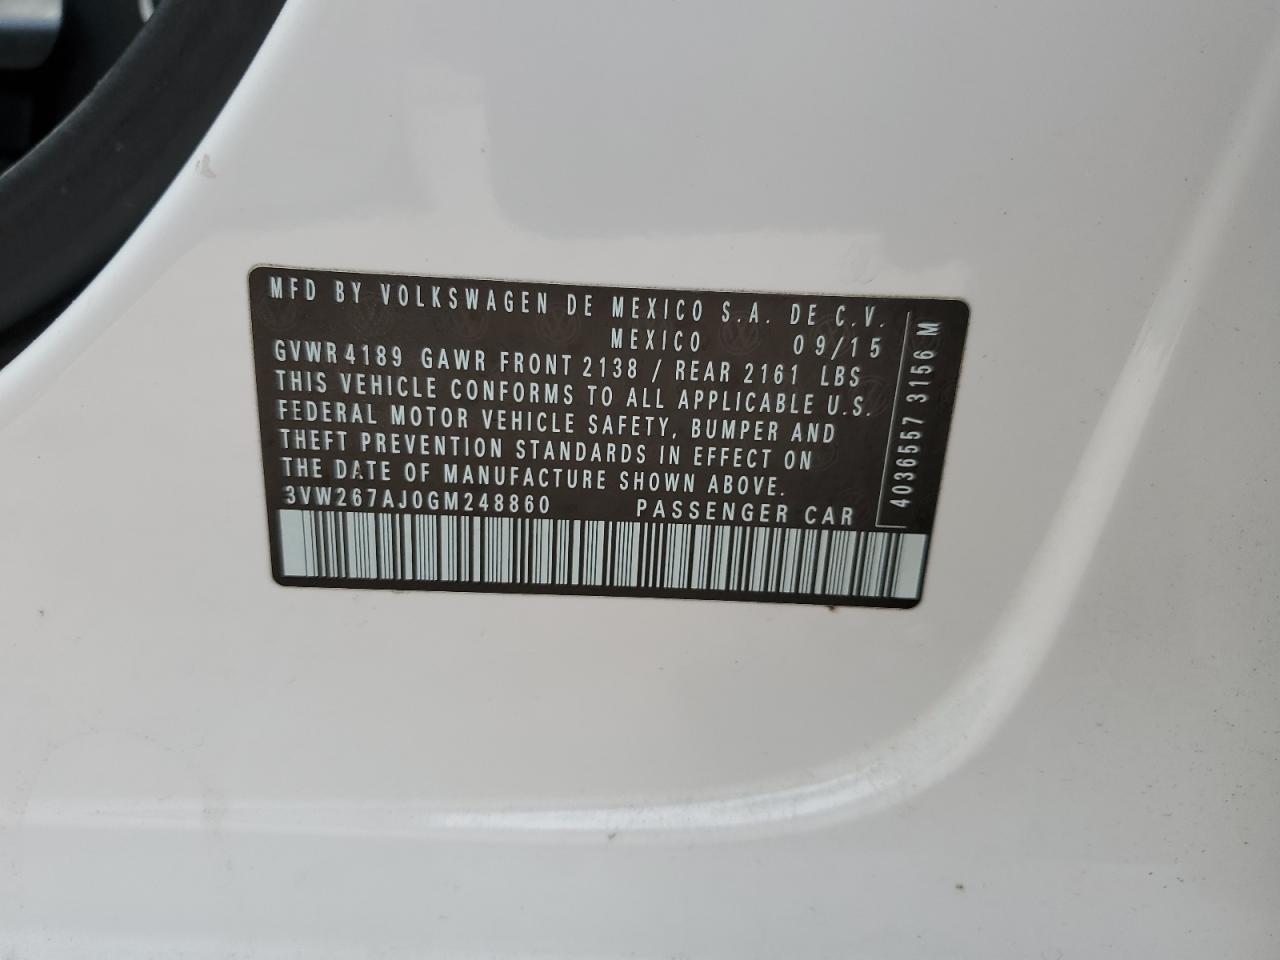 MFD BY VOLKSWAGEN DE MEXICO S.A. DE C.V.
MEXICO 09/15
GVWR 4189 GAWR FRONT 2138 / REAR 2161 LBS
THIS VEHICLE CONFORMS TO ALL APPLICABLE U.S.
FEDERAL MOTOR VEHICLE SAFETY, BUMPER AND
THEFT PREVENTION STANDARDS IN EFFECT ON
THE DATE OF MANUFACTURE SHOWN ABOVE.
3VW267AJ0GM248860 PASSENGER CAR
4036557 3156 M